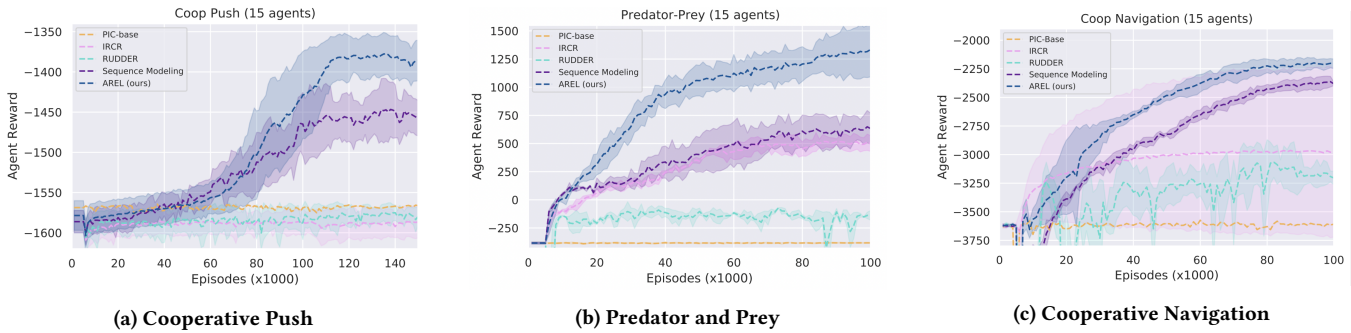 Coop Push (15 agents)
Agent Reward
−1350
−1400
−1450
−1500
−1550
−1600
PIC-base
IRCR
RUDDER
Sequence Modeling
AREL (ours)
0 20 40 60 80 100 120 140
Episodes (x1000)
(a) Cooperative Push
Predator-Prey (15 agents)
Agent Reward
1500
1250
1000
750
500
250
0
−250
PIC-base
IRCR
RUDDER
Sequence Modeling
AREL (ours)
0 20 40 60 80 100
Episodes (x1000)
(b) Predator and Prey
Coop Navigation (15 agents)
Agent Reward
−2000
−2250
−2500
−2750
−3000
−3250
−3500
−3750
PIC-Base
IRCR
RUDDER
Sequence Modeling
AREL (ours)
0 20 40 60 80 100
Episodes (x1000)
(c) Cooperative Navigation